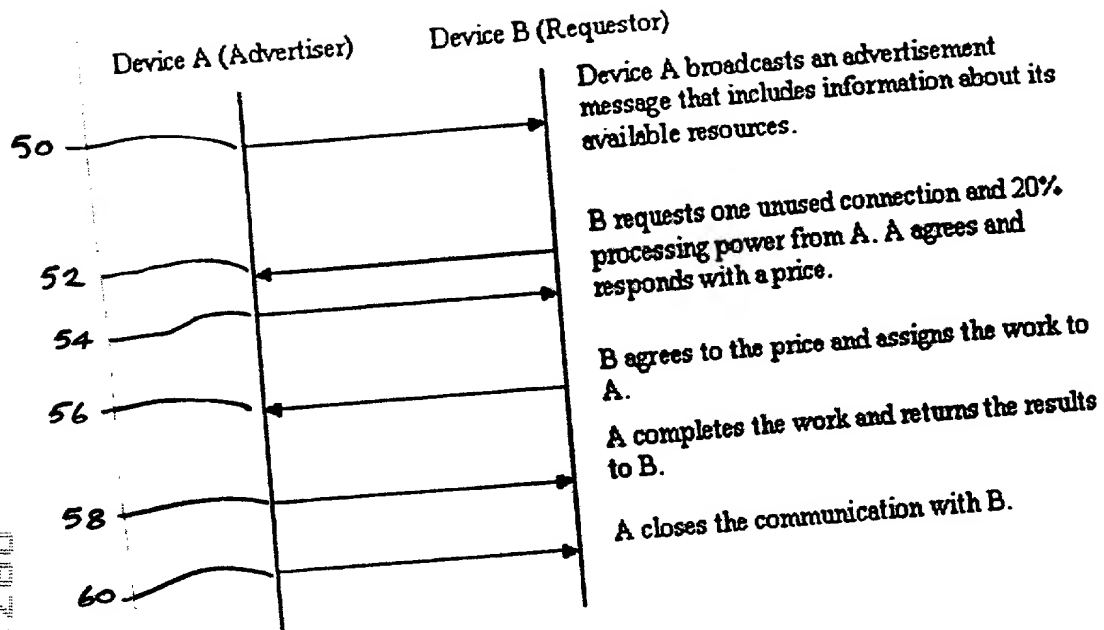 Device A (Advertiser)
Device B (Requestor)
Device A broadcasts an advertisement
message that includes information about its
available resources.
50
B requests one unused connection and 20%
processing power from A. A agrees and
responds with a price.
52
54
B agrees to the price and assigns the work to
A.
56
A completes the work and returns the results
to B.
58
A closes the communication with B.
60